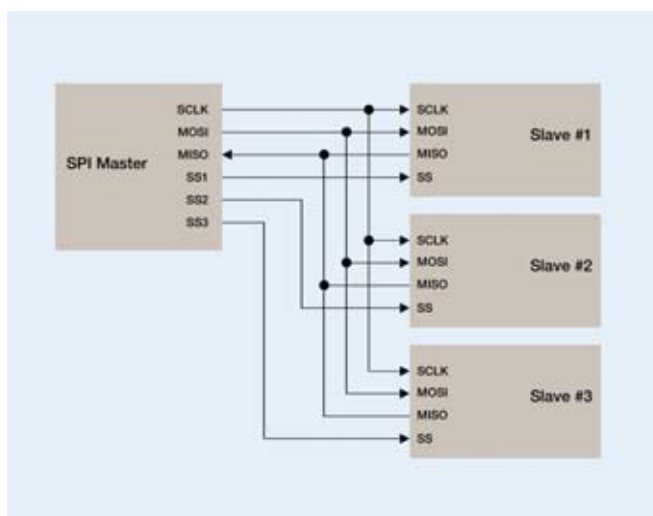 SPI Master
SCLK
MOSI
MISO
SS1
SS2
SS3
SCLK
MOSI
MISO
SS
Slave #1
SCLK
MOSI
MISO
SS
Slave #2
SCLK
MOSI
MISO
SS
Slave #3